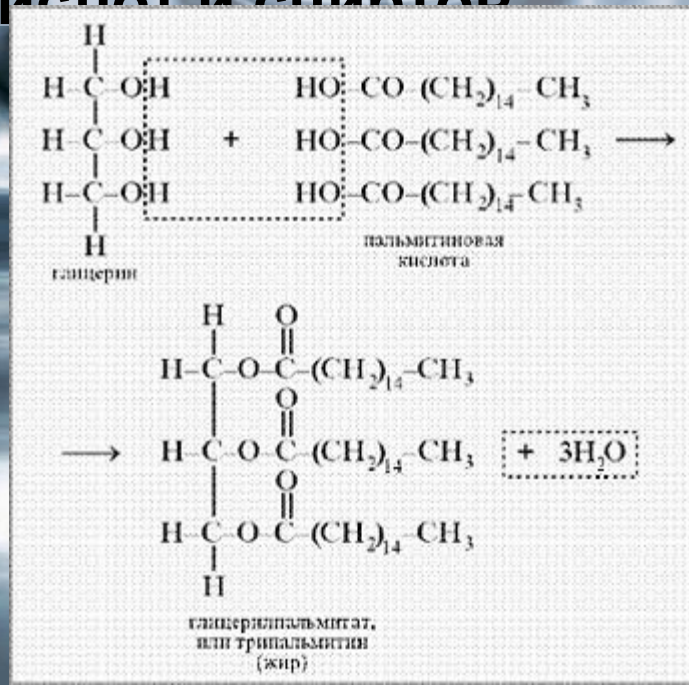 H
H-C-OH HO-CO-(CH₂)₁₄-CH₃
H-C-OH + HO-CO-(CH₂)₁₄-CH₃ →
H-C-OH HO-CO-(CH₂)₁₄-CH₃
H
глицерин
пальмитиновая
кислота
H O
H-C-O-C-(CH₂)₁₄-CH₃
O
→ H-C-O-C-(CH₂)₁₄-CH₃ + 3H₂O
O
H-C-O-C-(CH₂)₁₄-CH₃
H
глицерилпальмитат,
или трипальмитин
(жир)